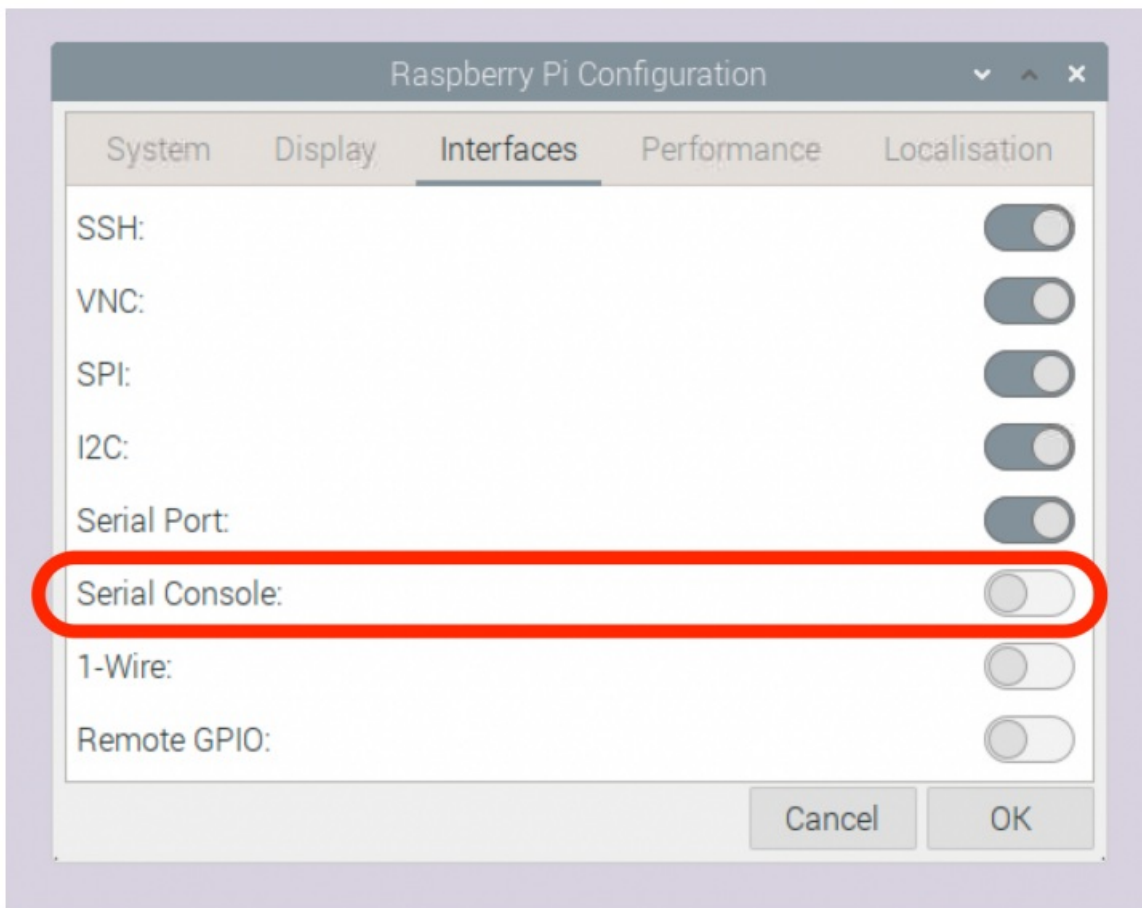 Raspberry Pi Configuration
System Display Interfaces Performance Localisation
SSH:
VNC:
SPI:
I2C:
Serial Port:
Serial Console:
1-Wire:
Remote GPIO:
Cancel OK